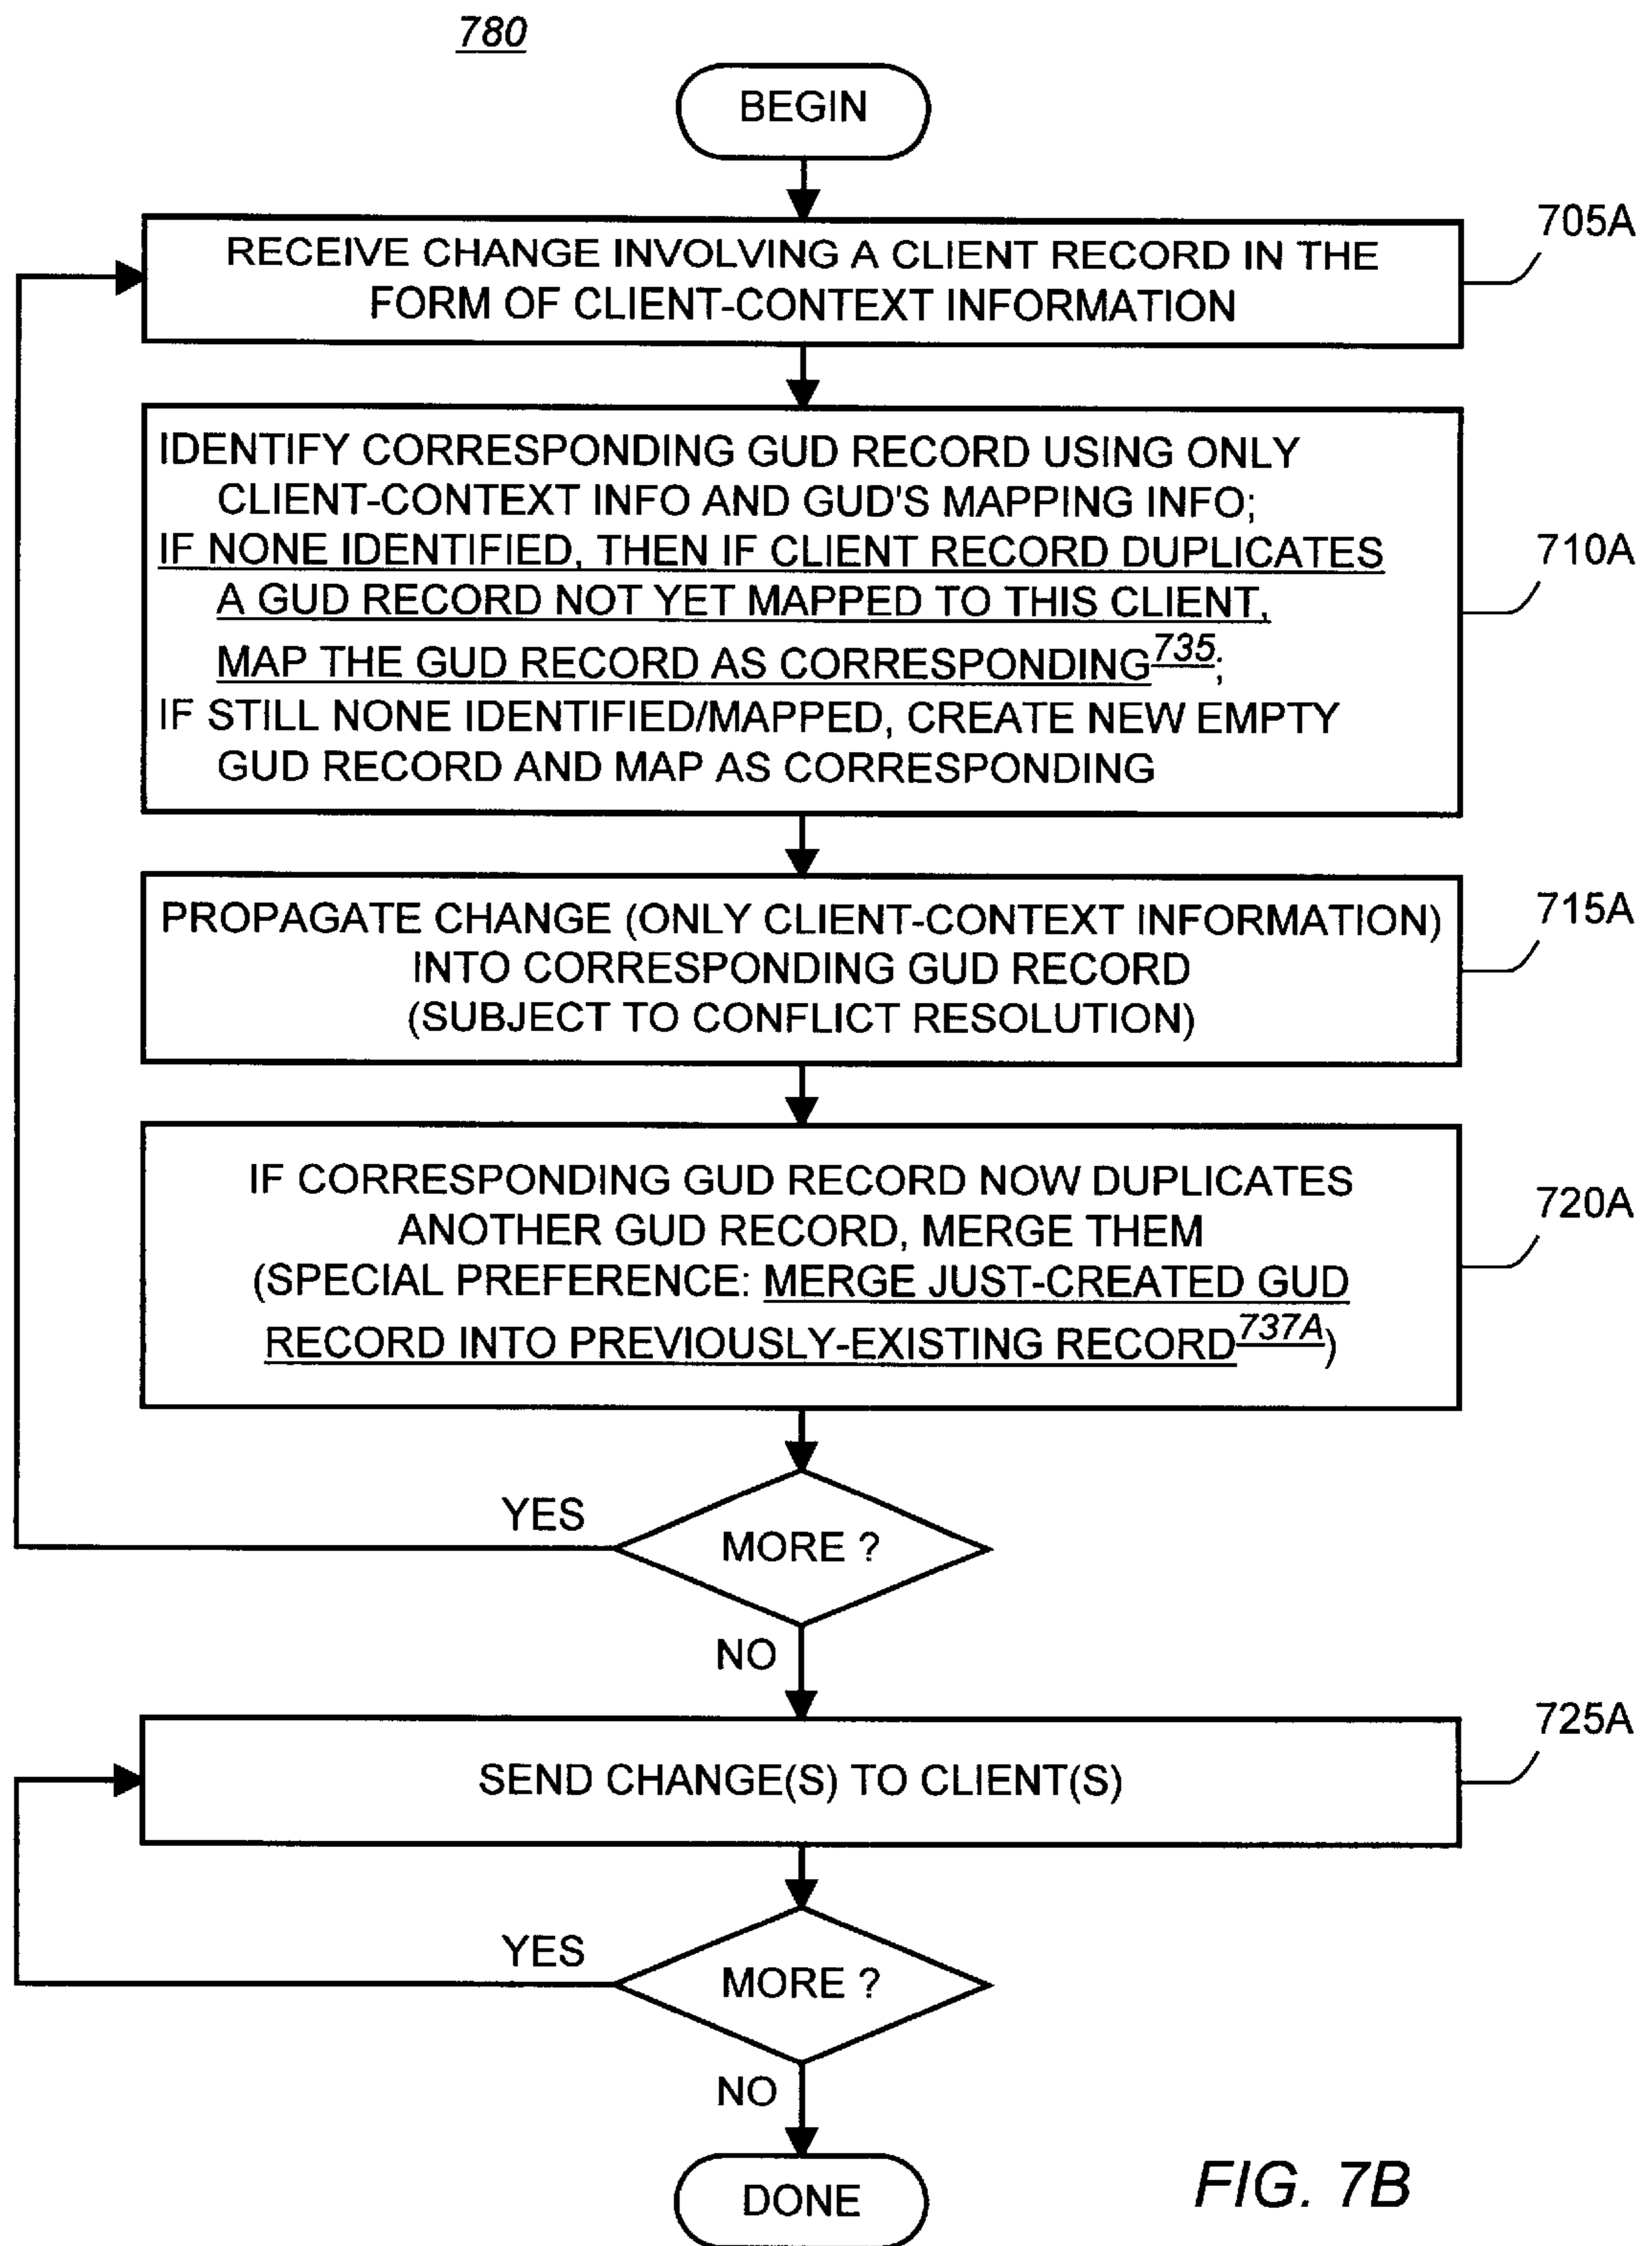 780
BEGIN
RECEIVE CHANGE INVOLVING A CLIENT RECORD IN THE
FORM OF CLIENT-CONTEXT INFORMATION
705A
IDENTIFY CORRESPONDING GUD RECORD USING ONLY
CLIENT-CONTEXT INFO AND GUD'S MAPPING INFO;
IF NONE IDENTIFIED, THEN IF CLIENT RECORD DUPLICATES
A GUD RECORD NOT YET MAPPED TO THIS CLIENT,
MAP THE GUD RECORD AS CORRESPONDING735;
IF STILL NONE IDENTIFIED/MAPPED, CREATE NEW EMPTY
GUD RECORD AND MAP AS CORRESPONDING
710A
PROPAGATE CHANGE (ONLY CLIENT-CONTEXT INFORMATION)
INTO CORRESPONDING GUD RECORD
(SUBJECT TO CONFLICT RESOLUTION)
715A
IF CORRESPONDING GUD RECORD NOW DUPLICATES
ANOTHER GUD RECORD, MERGE THEM
(SPECIAL PREFERENCE: MERGE JUST-CREATED GUD
RECORD INTO PREVIOUSLY-EXISTING RECORD737A)
720A
YES
MORE ?
NO
SEND CHANGE(S) TO CLIENT(S)
725A
YES
MORE ?
NO
DONE
FIG. 7B